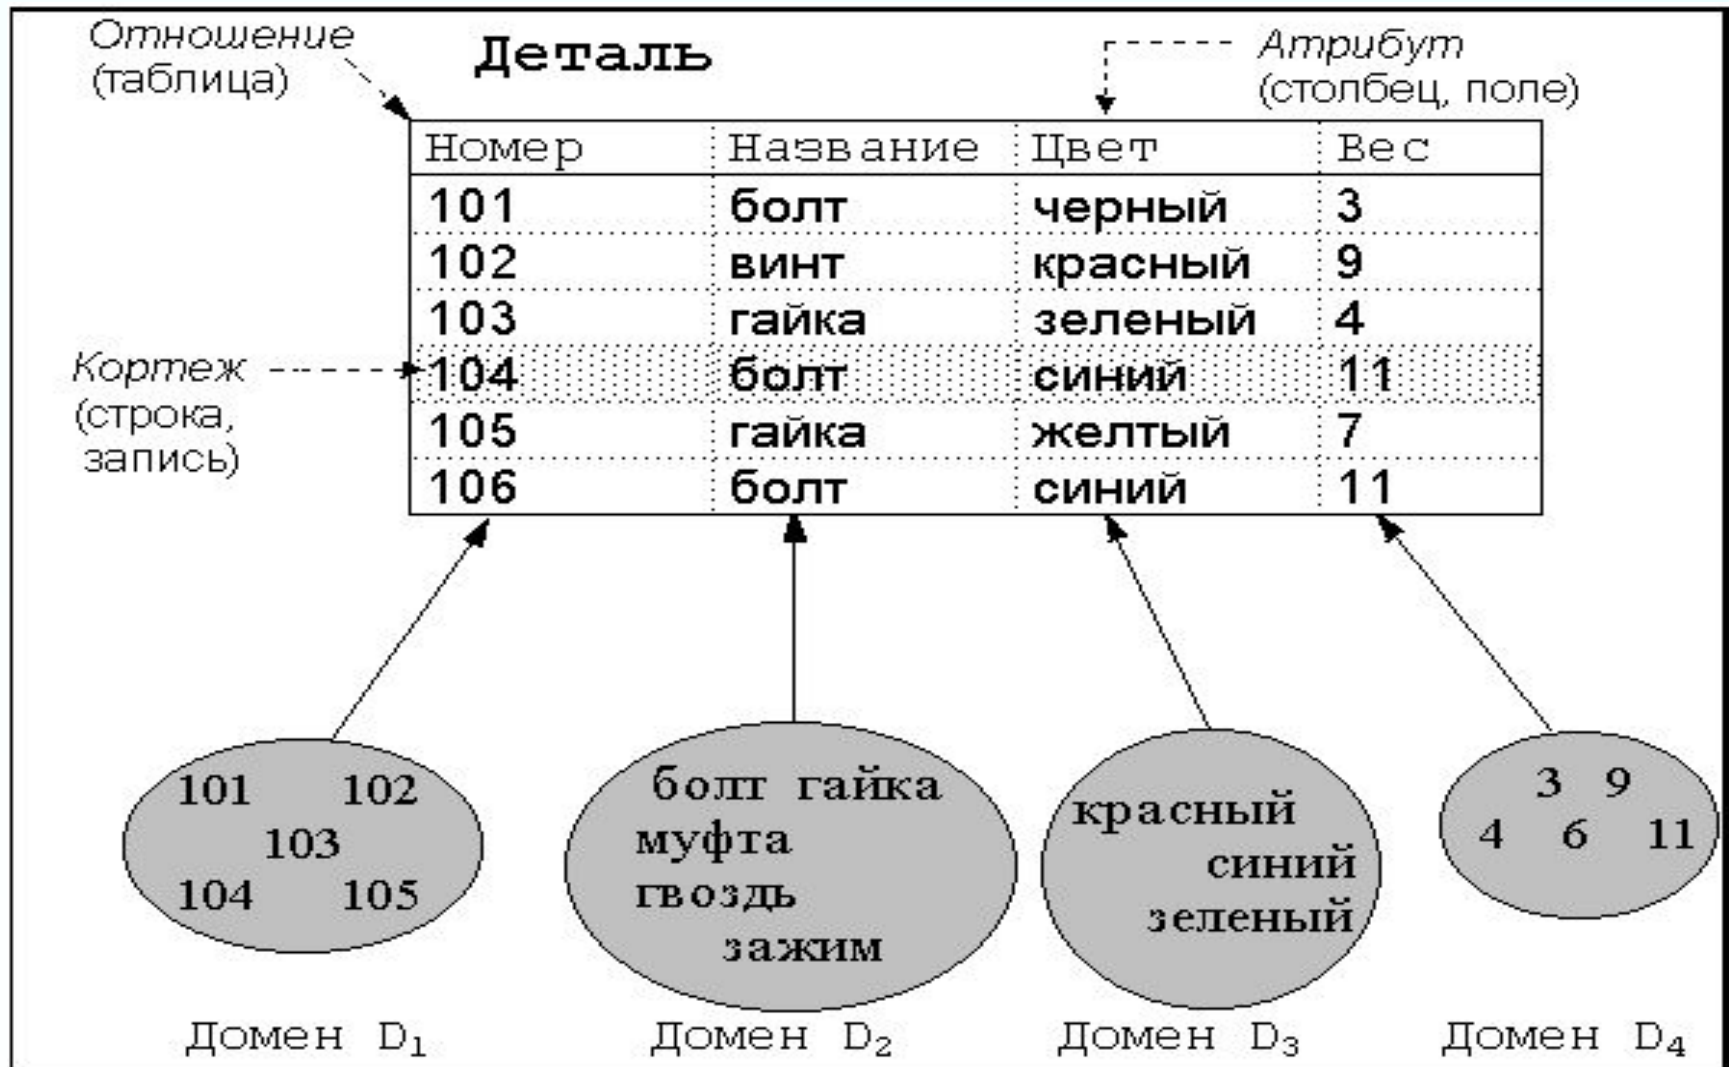 Отношение
(таблица)
Деталь
Атрибут
(столбец, поле)
Номер Название Цвет Вес
101 болт черный 3
102 винт красный 9
103 гайка зеленый 4
104 болт синий 11
105 гайка желтый 7
106 болт синий 11
Кортеж
(строка,
запись)
101 102
103
104 105
болт гайка
муфта
гвоздь
зажим
красный
синий
зеленый
3 9
4 6 11
Домен D₁ Домен D₂ Домен D₃ Домен D₄